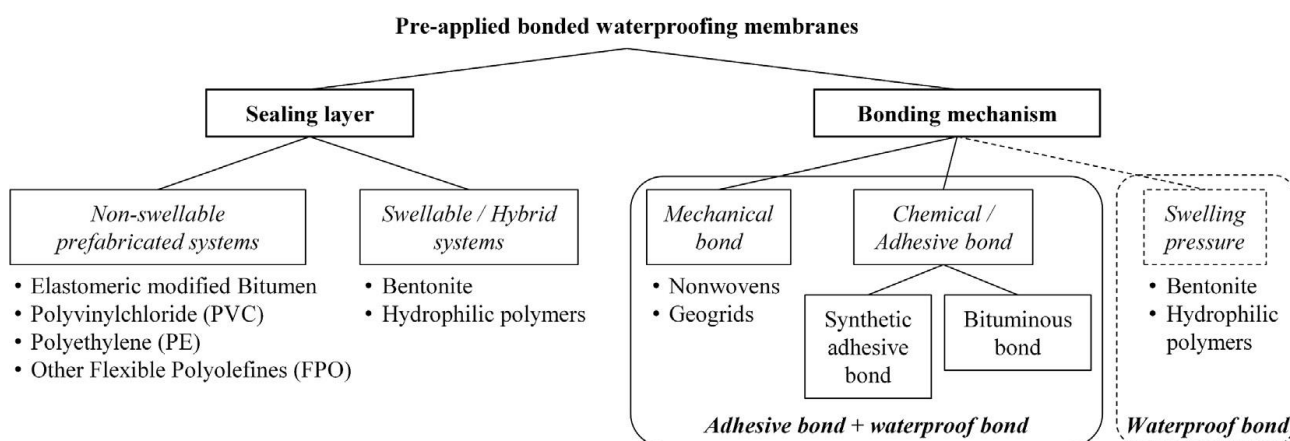 Pre-applied bonded waterproofing membranes
Sealing layer
Bonding mechanism
Non-swellable
prefabricated systems
• Elastomeric modified Bitumen
• Polyvinylchloride (PVC)
• Polyethylene (PE)
• Other Flexible Polyolefines (FPO)
Swellable / Hybrid
systems
• Bentonite
• Hydrophilic polymers
Mechanical
bond
• Nonwovens
• Geogrids
Chemical /
Adhesive bond
Synthetic
adhesive
bond
Bituminous
bond
Adhesive bond + waterproof bond
Swelling
pressure
• Bentonite
• Hydrophilic
polymers
Waterproof bond